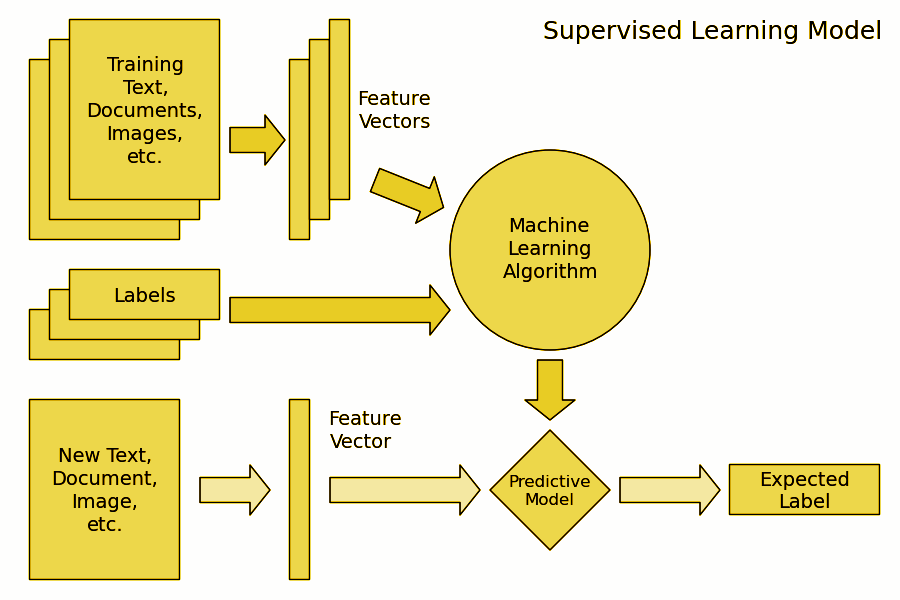 Supervised Learning Model
Training
Text,
Documents,
Images,
etc.
Feature
Vectors
Machine
Learning
Algorithm
Labels
New Text,
Document,
Image,
etc.
Feature
Vector
Predictive
Model
Expected
Label